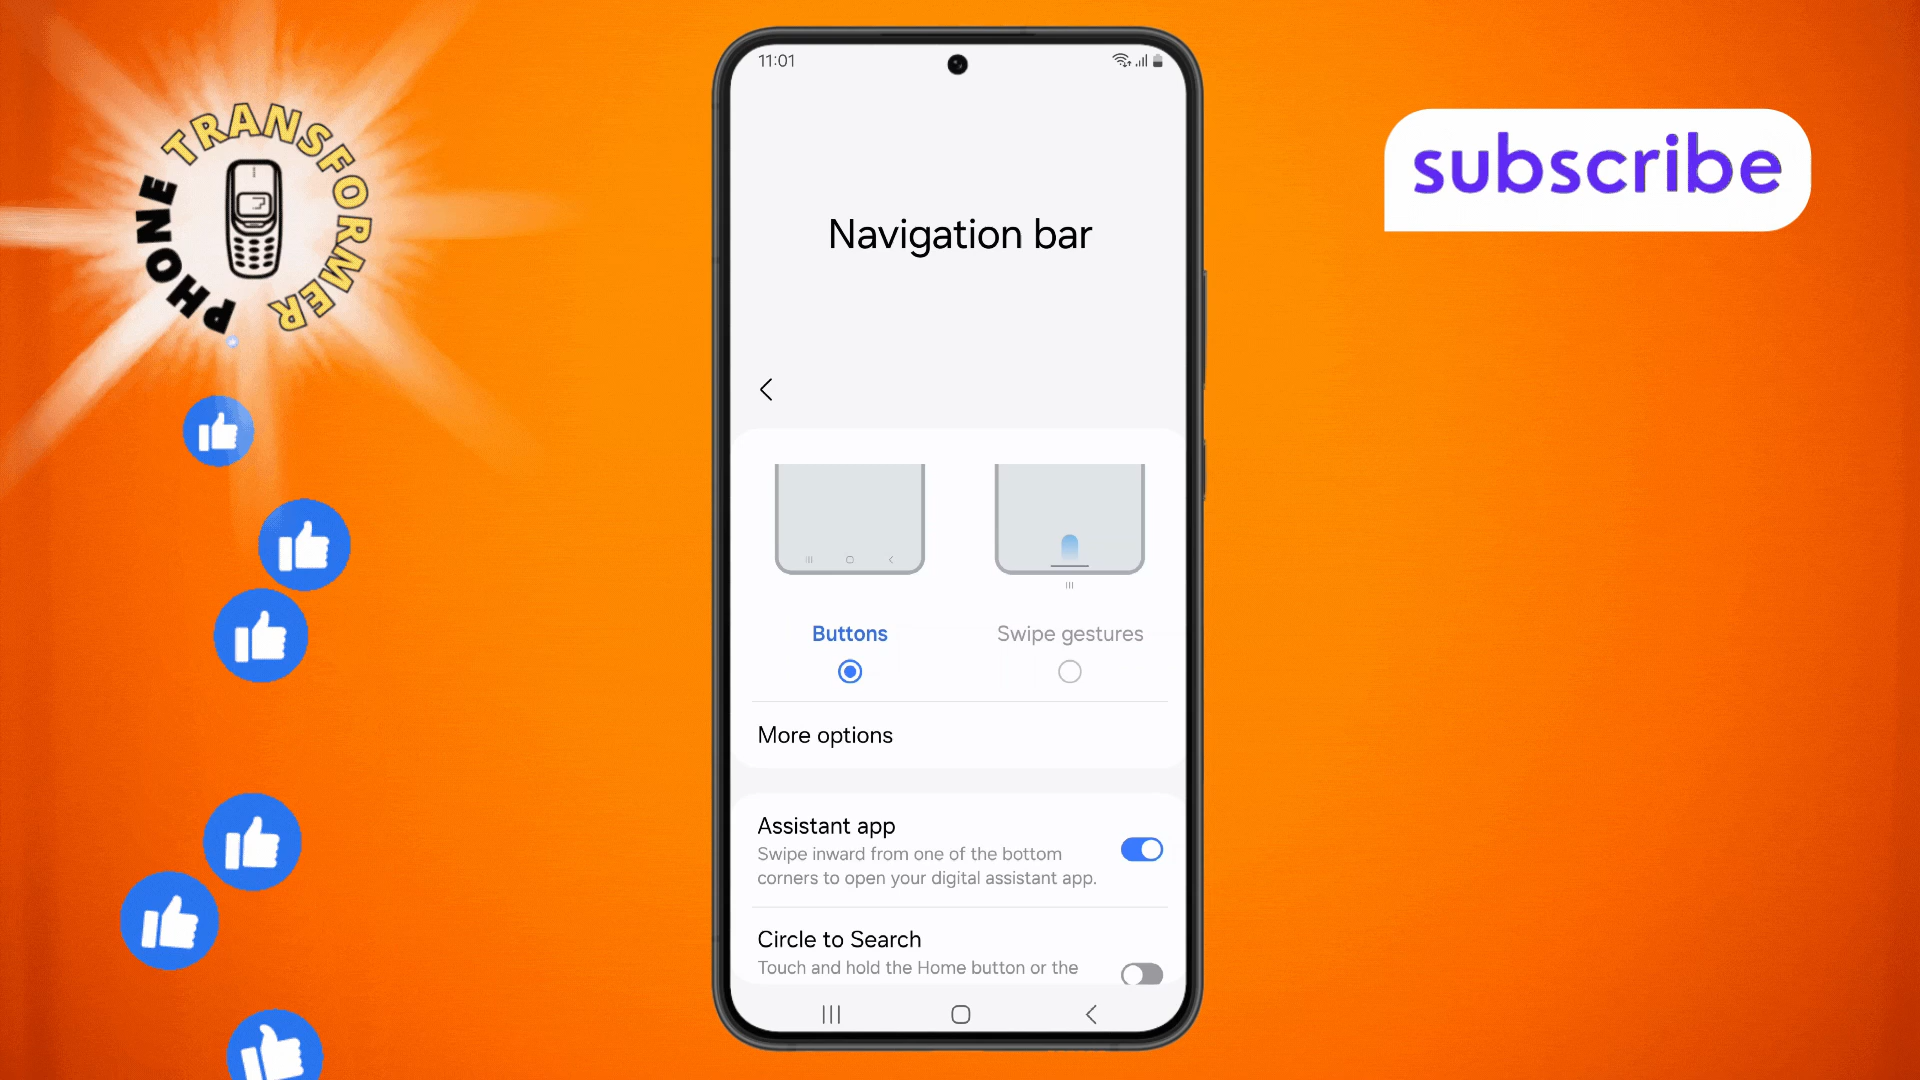 PHONE TRANSFORMER
subscribe
11:01
Navigation bar
Buttons
Swipe gestures
More options
Assistant app
Swipe inward from one of the bottom
corners to open your digital assistant app.
Circle to Search
Touch and hold the Home button or the